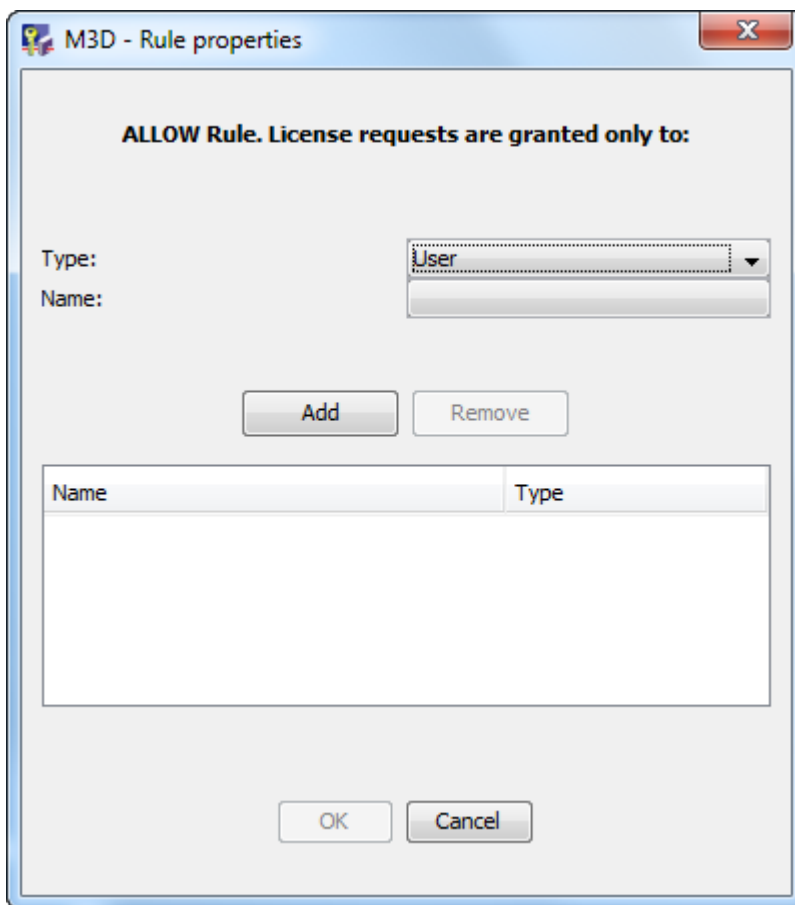 M3D - Rule properties
ALLOW Rule. License requests are granted only to:
Type: User
Name:
Add Remove
Name Type
OK Cancel